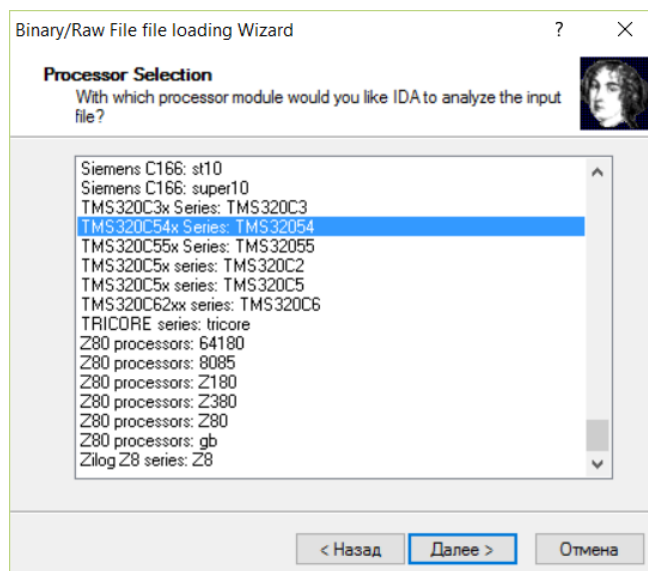 Binary/Raw File file loading Wizard
Processor Selection
With which processor module would you like IDA to analyze the input
file?
Siemens C166: st10
Siemens C166: super10
TMS320C3x Series: TMS320C3
TMS320C54x Series: TMS32054
TMS320C55x Series: TMS32055
TMS320C5x series: TMS320C2
TMS320C5x series: TMS320C5
TMS320C62xx series: TMS320C6
TRICORE series: tricore
Z80 processors: 64180
Z80 processors: 8085
Z80 processors: Z180
Z80 processors: Z380
Z80 processors: Z80
Z80 processors: gb
Zilog Z8 series: Z8
< Назад Далее > Отмена